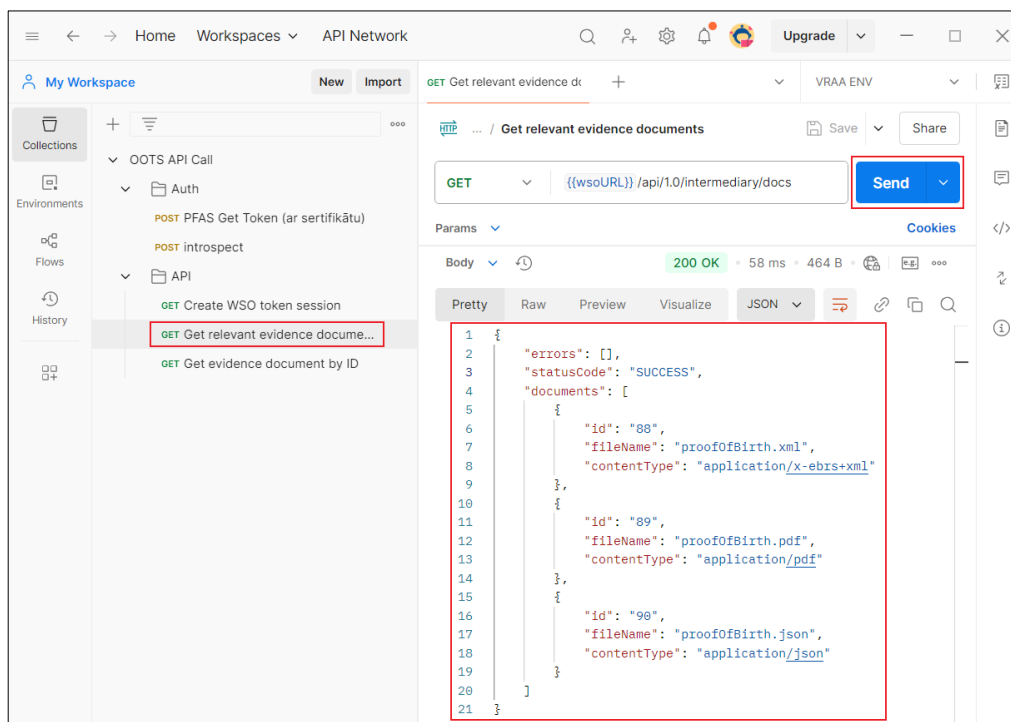 Home Workspaces API Network Upgrade
My Workspace New Import
GET Get relevant evidence dc VRAA ENV
Collections
Environments
Flows
History
OOTS API Call
Auth
POST PFAS Get Token (ar sertifikātu)
POST introspect
API
GET Create WSO token session
GET Get relevant evidence docume...
GET Get evidence document by ID
HTTP ... / Get relevant evidence documents Save Share
GET {{wsoURL}} /api/1.0/intermediary/docs Send
Params Cookies
Body 200 OK 58 ms 464 B e.g.
Pretty Raw Preview Visualize JSON
1 {
2 "errors": [],
3 "statusCode": "SUCCESS",
4 "documents": [
5 {
6 "id": "88",
7 "fileName": "proofOfBirth.xml",
8 "contentType": "application/x-ebrs+xml"
9 },
10 {
11 "id": "89",
12 "fileName": "proofOfBirth.pdf",
13 "contentType": "application/pdf"
14 },
15 {
16 "id": "90",
17 "fileName": "proofOfBirth.json",
18 "contentType": "application/json"
19 }
20 ]
21 }